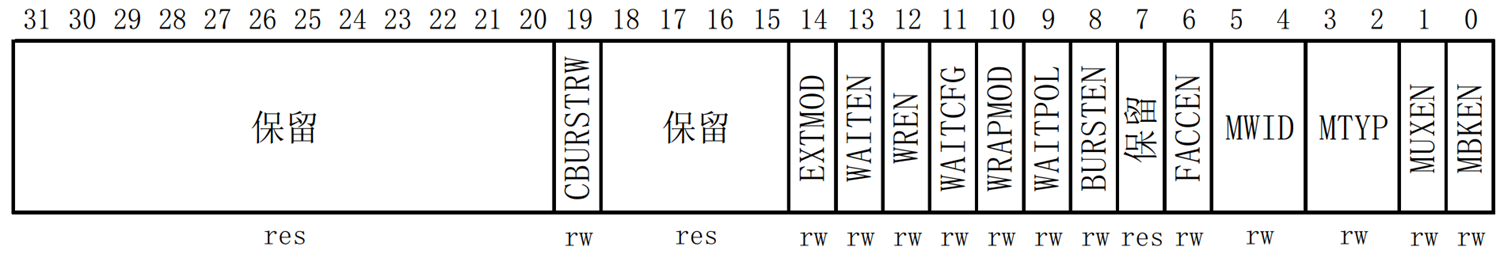 31 30 29 28 27 26 25 24 23 22 21 20 19 18 17 16 15 14 13 12 11 10 9 8 7 6 5 4 3 2 1 0
保留 CBURSTRW 保留 EXTMOD WAITEN WREN WAITCFG WRAPMOD WAITPOL BURSTEN 保留 FACCEN MWID MTYP MUXEN MBKEN
res rw res rw rw rw rw rw rw rw res rw rw rw rw rw